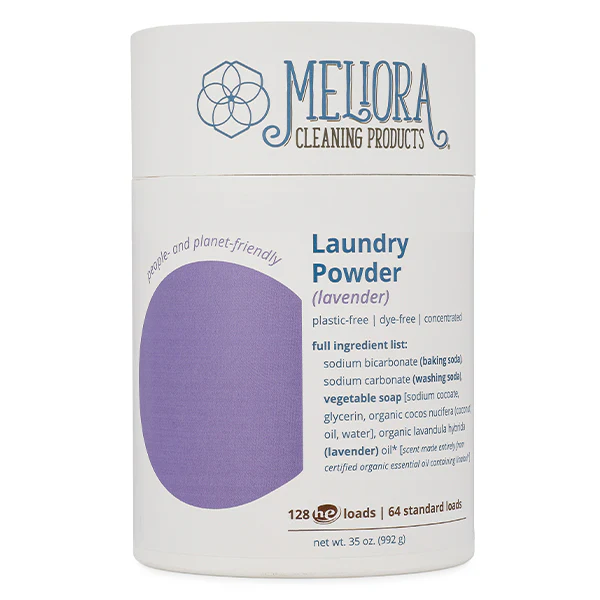 MELIORA
CLEANING PRODUCTS®
people- and planet-friendly
Laundry
Powder
(lavender)
plastic-free | dye-free | concentrated
full ingredient list:
sodium bicarbonate (baking soda),
sodium carbonate (washing soda),
vegetable soap [sodium cocoate,
glycerin, organic cocos nucifera (coconut
oil, water), organic lavandula hybrida
(lavender) oil* [scent made entirely from
certified organic essential oil containing
128 he loads | 64 standard loads
net wt. 35 oz. (992 g)